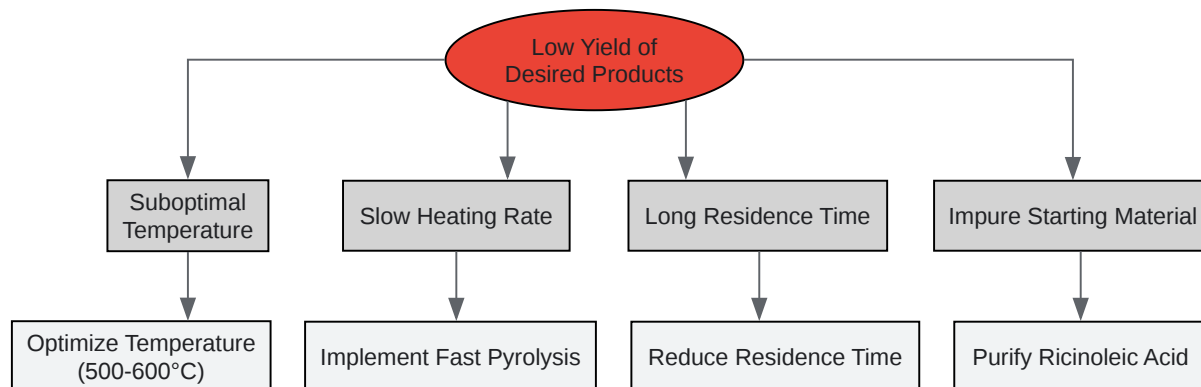 Low Yield of
Desired Products
Suboptimal
Temperature
Slow Heating Rate
Long Residence Time
Impure Starting Material
Optimize Temperature
(500-600°C)
Implement Fast Pyrolysis
Reduce Residence Time
Purify Ricinoleic Acid